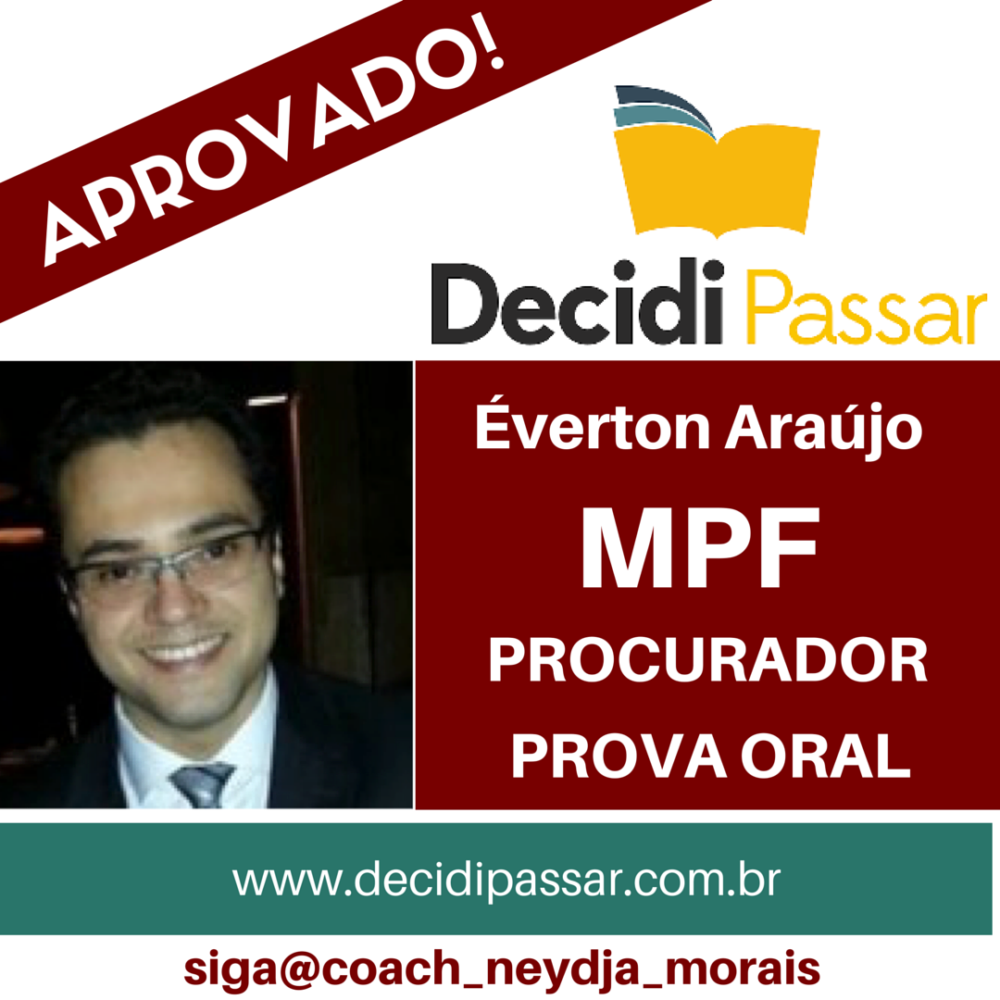 APROVADO!
Decidi Passar
Éverton Araújo
MPF
PROCURADOR
PROVA ORAL
www.decidipassar.com.br
siga@coach_neydja_morais